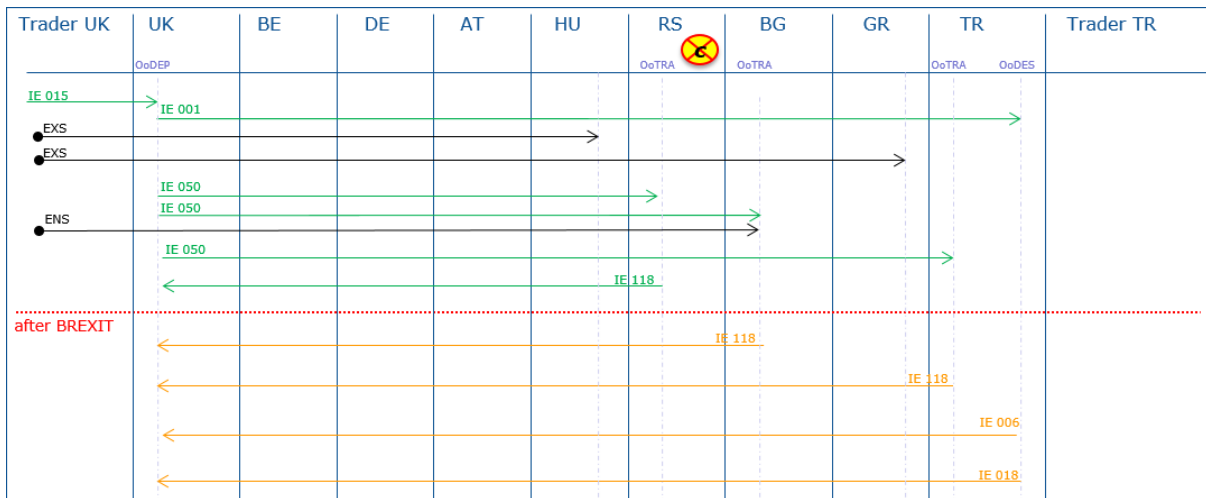 Trader UK UK BE DE AT HU RS BG GR TR Trader TR
c
OoDEP OoTRA OoTRA OoTRA OoDES
IE 015
IE 001
EXS
EXS
IE 050
IE 050
ENS
IE 050
IE 118
after BREXIT
IE 118
IE 118
IE 006
IE 018